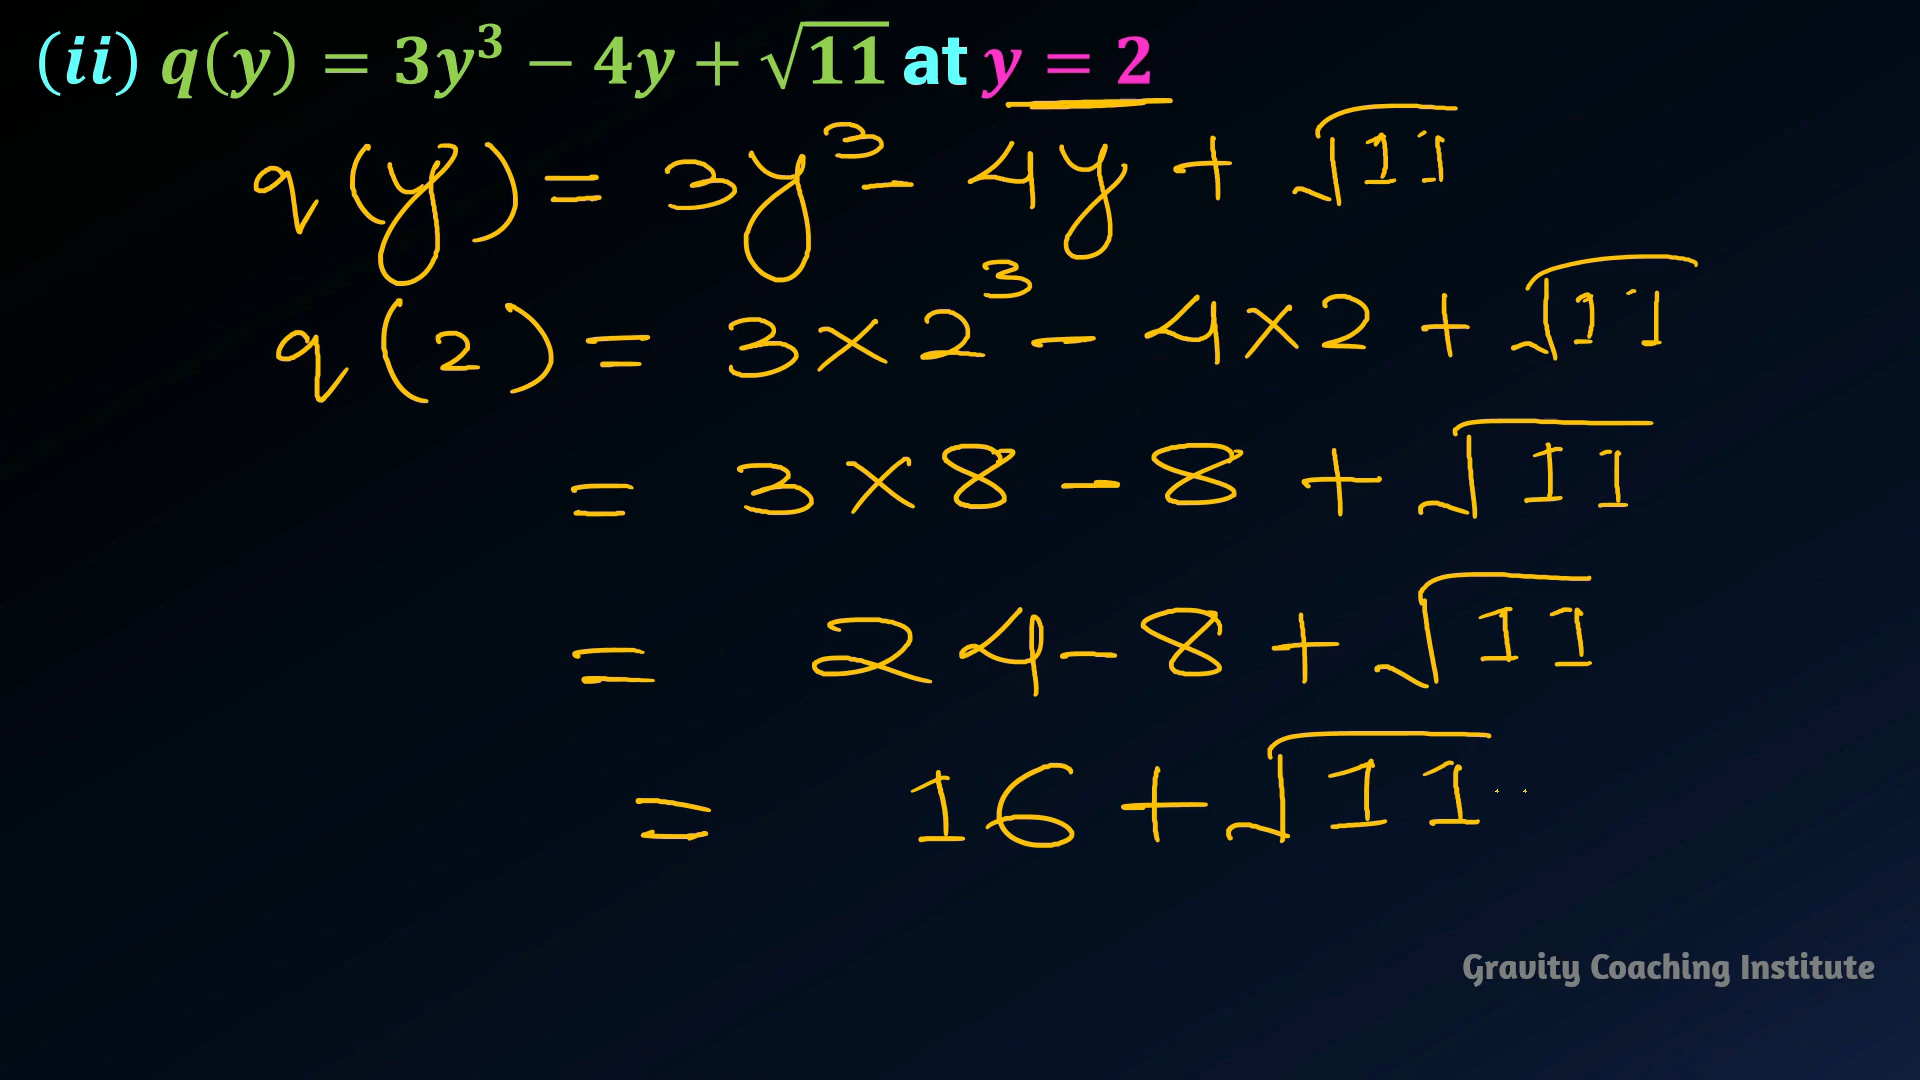 (ii) q(y) = 3y³ − 4y + √11 at y = 2
q(y) = 3y³ − 4y + √11
q(2) = 3 × 2³ − 4 × 2 + √11
= 3 × 8 − 8 + √11
= 24 − 8 + √11
= 16 + √11
Gravity Coaching Institute